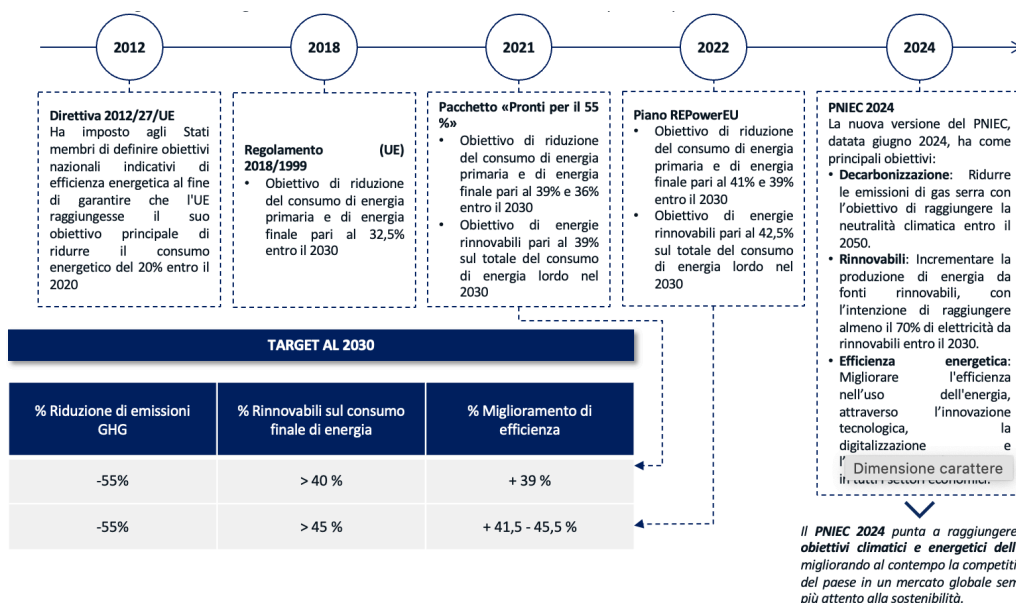 2012
2018
2021
2022
2024
Direttiva 2012/27/UE
Ha imposto agli Stati
membri di definire obiettivi
nazionali indicativi di
efficienza energetica al fine
di garantire che l'UE
raggiungesse il suo
obiettivo principale di
ridurre il consumo
energetico del 20% entro il
2020
Regolamento (UE)
2018/1999
• Obiettivo di riduzione
del consumo di energia
primaria e di energia
finale pari al 32,5%
entro il 2030
Pacchetto «Pronti per il 55
%»
• Obiettivo di riduzione
del consumo di energia
primaria e di energia
finale pari al 39% e 36%
entro il 2030
• Obiettivo di energie
rinnovabili pari al 39%
sul totale del consumo
di energia lordo nel
2030
Piano REPowerEU
• Obiettivo di riduzione
del consumo di energia
primaria e di energia
finale pari al 41% e 39%
entro il 2030
• Obiettivo di energie
rinnovabili pari al 42,5%
sul totale del consumo
di energia lordo nel
2030
PNIEC 2024
La nuova versione del PNIEC,
datata giugno 2024, ha come
principali obiettivi:
• Decarbonizzazione: Ridurre
le emissioni di gas serra con
l'obiettivo di raggiungere la
neutralità climatica entro il
2050.
• Rinnovabili: Incrementare la
produzione di energia da
fonti rinnovabili, con
l'intenzione di raggiungere
almeno il 70% di elettricità da
rinnovabili entro il 2030.
• Efficienza energetica:
Migliorare l'efficienza
nell'uso dell'energia,
attraverso l'innovazione
tecnologica, la
digitalizzazione e
in tutti i settori economici.
Dimensione carattere
Il PNIEC 2024 punta a raggiungere
obiettivi climatici e energetici dell
migliorando al contempo la competiti
del paese in un mercato globale sem
più attento alla sostenibilità.
TARGET AL 2030
% Riduzione di emissioni
GHG
% Rinnovabili sul consumo
finale di energia
% Miglioramento di
efficienza
-55%
> 40 %
+ 39 %
-55%
> 45 %
+ 41,5 - 45,5 %